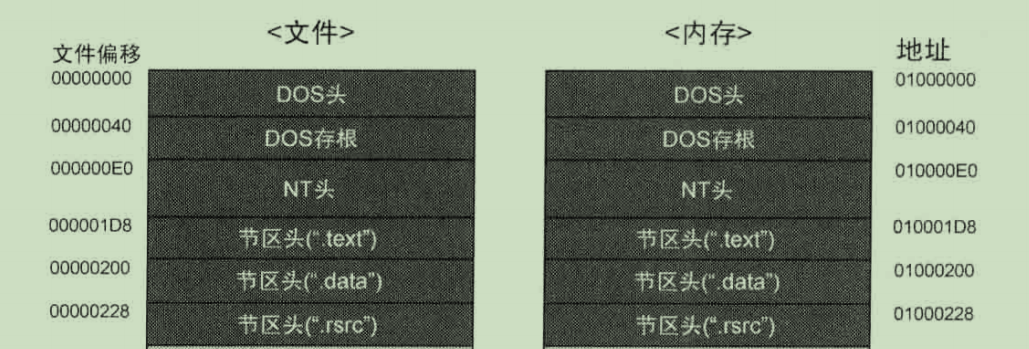 <文件> <内存>
文件偏移 地址
00000000 DOS头 DOS头 01000000
00000040 DOS存根 DOS存根 01000040
000000E0 NT头 NT头 010000E0
000001D8 节区头(“.text”) 节区头(“.text”) 010001D8
00000200 节区头(“.data”) 节区头(“.data”) 01000200
00000228 节区头(“.rsrc”) 节区头(“.rsrc”) 01000228